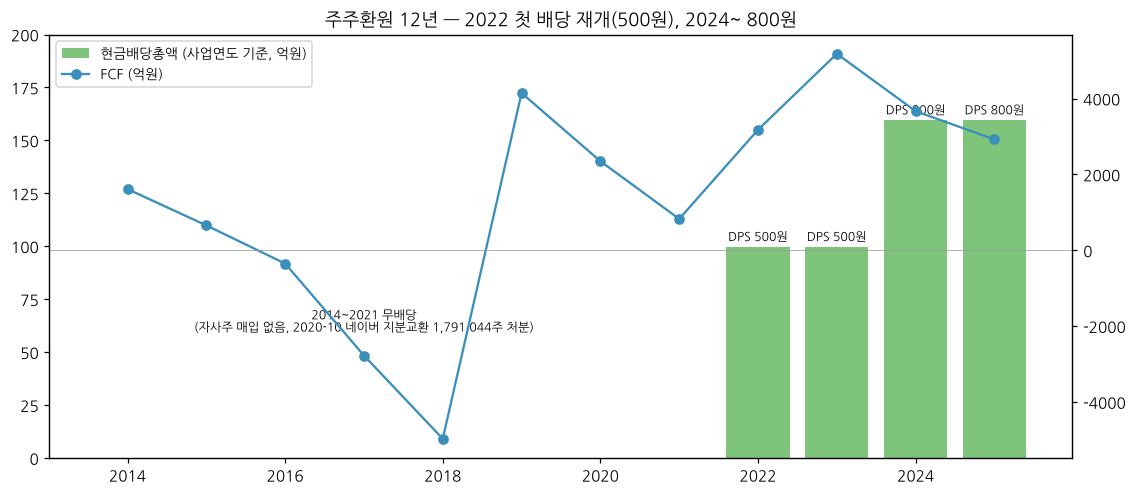 주주환원 12년 — 2022 첫 배당 재개(500원), 2024~ 800원
200
175
150
125
100
75
50
25
0
현금배당총액 (사업연도 기준, 억원)
FCF (억원)
DPS 500원
DPS 500원
DPS 800원
DPS 800원
2014~2021 무배당
(자사주 매입 없음, 2020-10 네이버 지분교환 1,791,044주 처분)
4000
2000
0
-2000
-4000
2014
2016
2018
2020
2022
2024